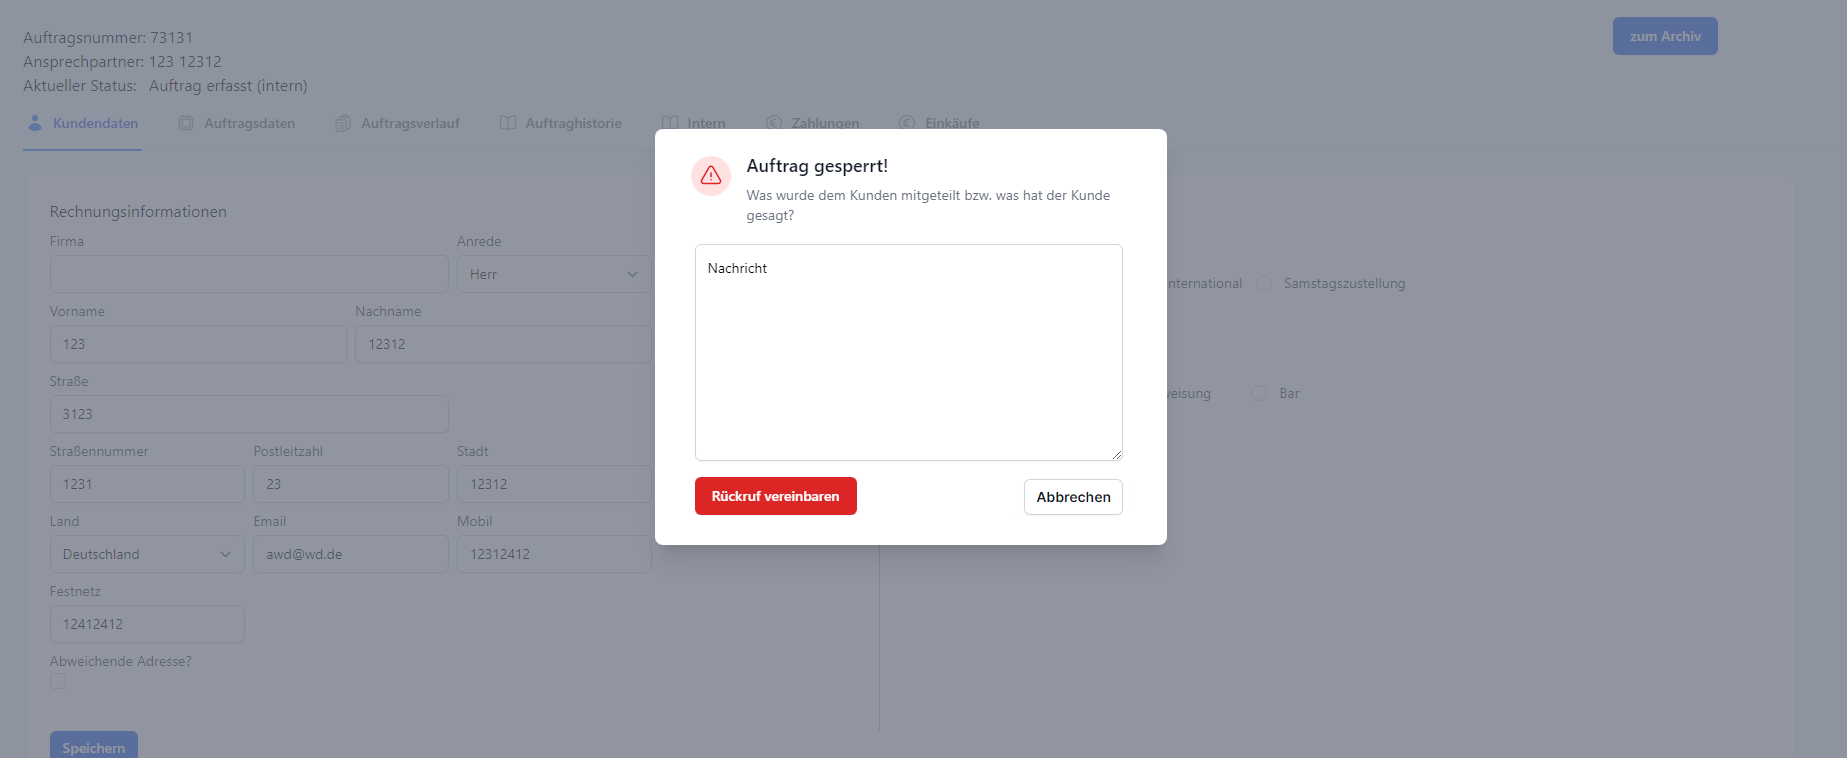 Auftragsnummer: 73131
zum Archiv
Ansprechpartner: 123 12312
Aktueller Status: Auftrag erfasst (intern)
Kundendaten Auftragsdaten Auftragsverlauf Auftraghistorie Intern Zahlungen Einkäufe
Auftrag gesperrt!
Was wurde dem Kunden mitgeteilt bzw. was hat der Kunde
gesagt?
Nachricht
Rückruf vereinbaren Abbrechen
Rechnungsinformationen
Firma Anrede
Herr
Vorname Nachname
123 12312
Straße
3123
Straßennummer Postleitzahl Stadt
1231 23 12312
Land Email Mobil
Deutschland awd@wd.de 12312412
Festnetz
12412412
Abweichende Adresse?
Speichern
nternational Samstagszustellung
weisung Bar